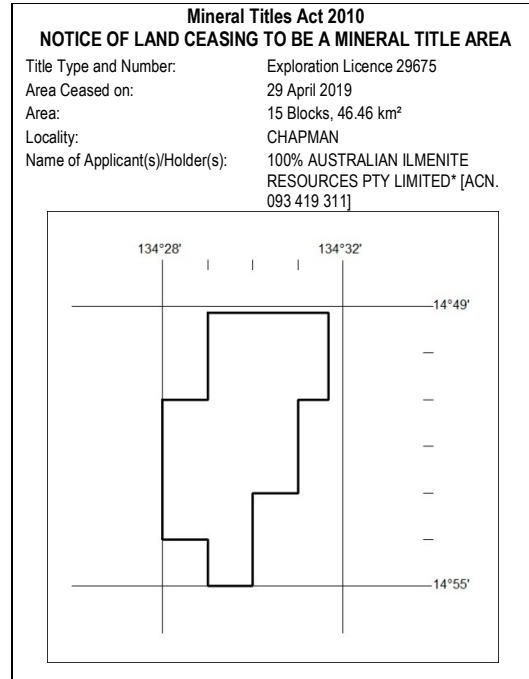 Mineral Titles Act 2010
NOTICE OF LAND CEASING TO BE A MINERAL TITLE AREA
Title Type and Number: Exploration Licence 29675
Area Ceased on: 29 April 2019
Area: 15 Blocks, 46.46 km²
Locality: CHAPMAN
Name of Applicant(s)/Holder(s): 100% AUSTRALIAN ILMENITE
RESOURCES PTY LIMITED* [ACN.
093 419 311]
134°28' 134°32'
14°49'
14°55'